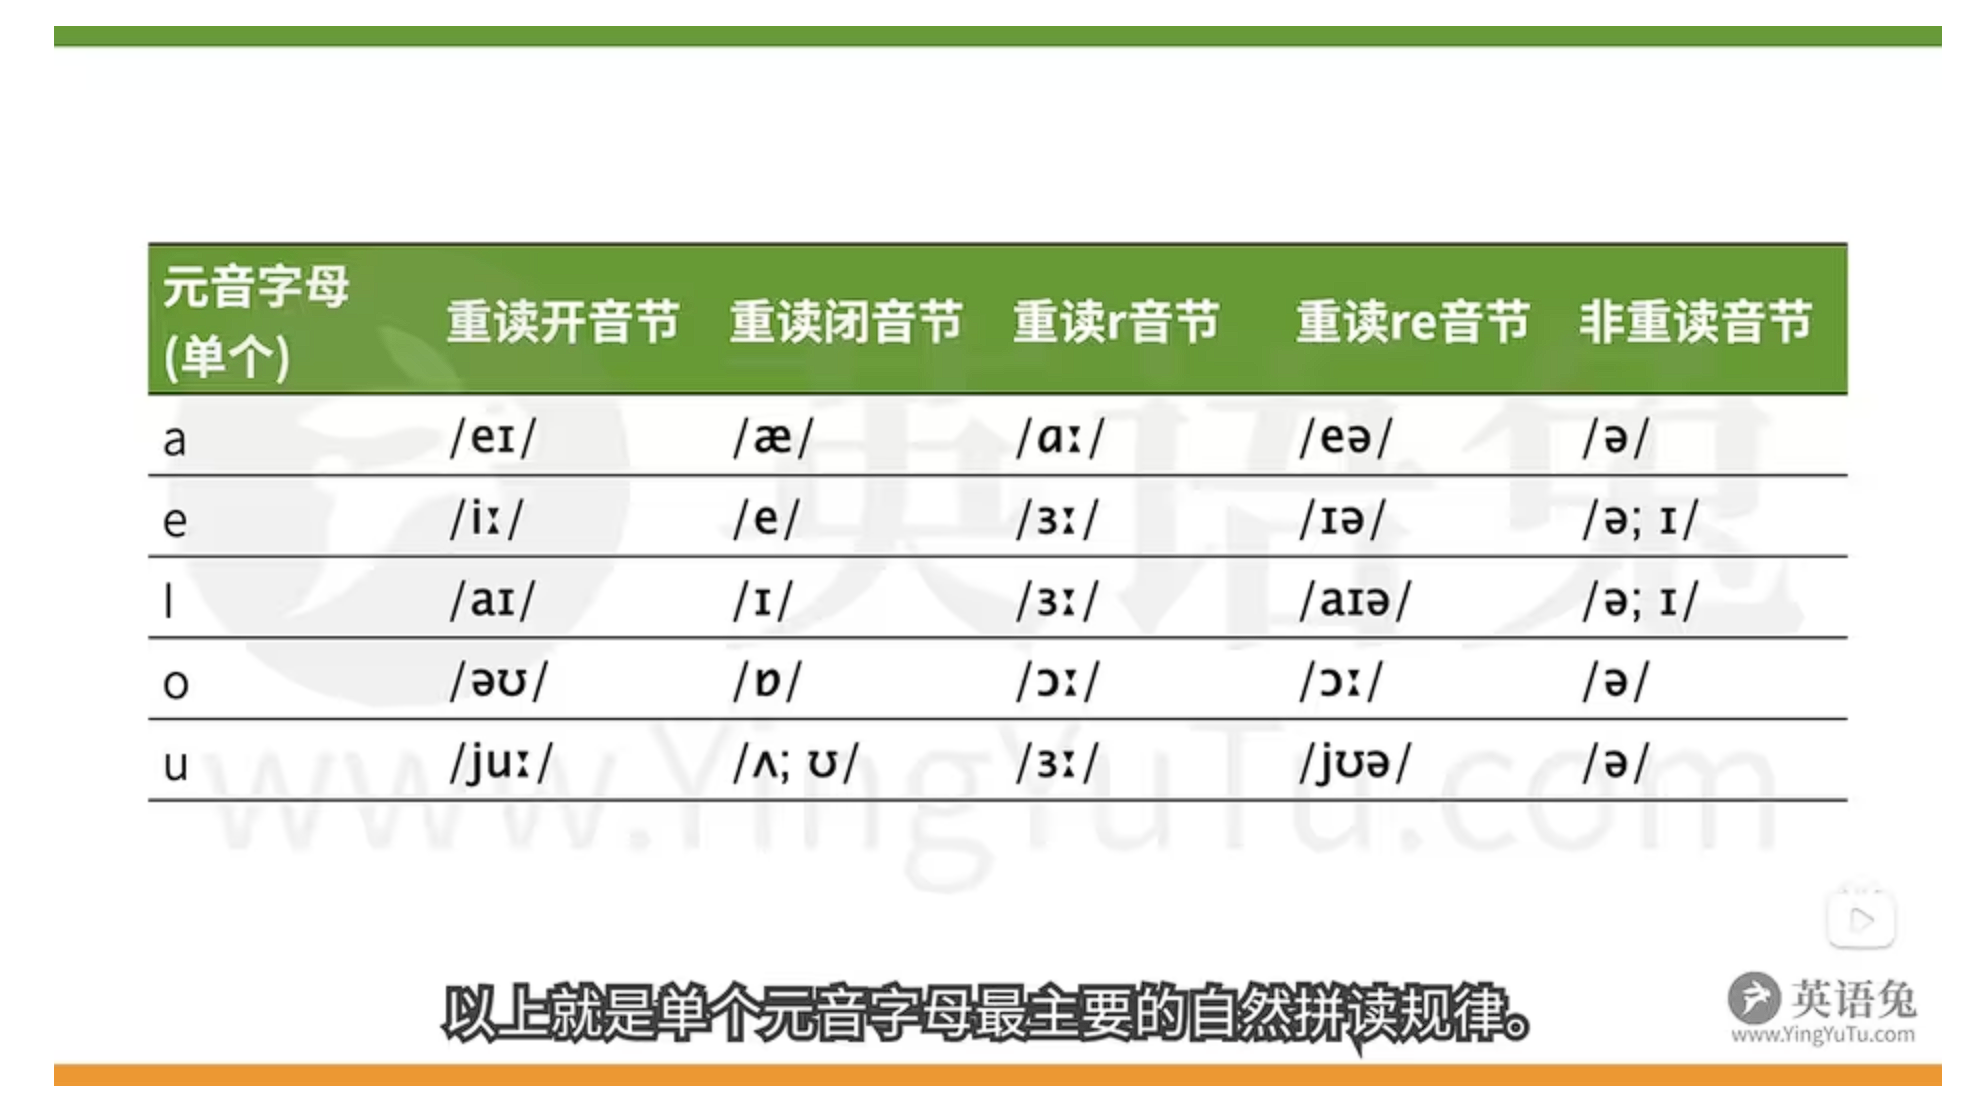 元音字母
(单个)
重读开音节 重读闭音节 重读r音节 重读re音节 非重读音节
a /eɪ/ /æ/ /ɑː/ /eə/ /ə/
e /iː/ /e/ /ɜː/ /ɪə/ /ə; ɪ/
I /aɪ/ /ɪ/ /ɜː/ /aɪə/ /ə; ɪ/
o /əʊ/ /ɒ/ /ɔː/ /ɔː/ /ə/
u /juː/ /ʌ; ʊ/ /ɜː/ /jʊə/ /ə/
英语兔
www.YingYuTu.com
以上就是单个元音字母最主要的自然拼读规律。
英语兔
www.YingYuTu.com